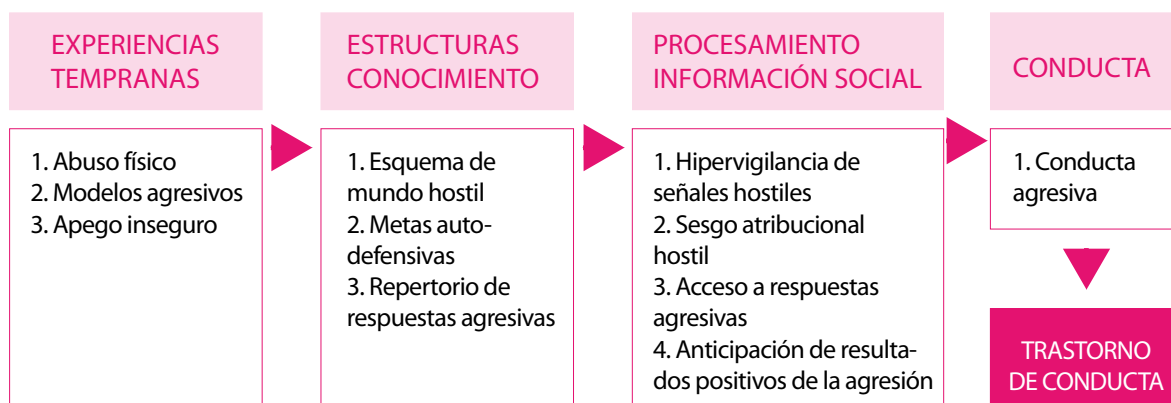 EXPERIENCIAS
TEMPRANAS
1. Abuso físico
2. Modelos agresivos
3. Apego inseguro
ESTRUCTURAS
CONOCIMIENTO
1. Esquema de
mundo hostil
2. Metas auto-
defensivas
3. Repertorio de
respuestas agresivas
PROCESAMIENTO
INFORMACIÓN SOCIAL
1. Hipervigilancia de
señales hostiles
2. Sesgo atribucional
hostil
3. Acceso a respuestas
agresivas
4. Anticipación de resulta-
dos positivos de la agresión
CONDUCTA
1. Conducta
agresiva
TRASTORNO
DE CONDUCTA